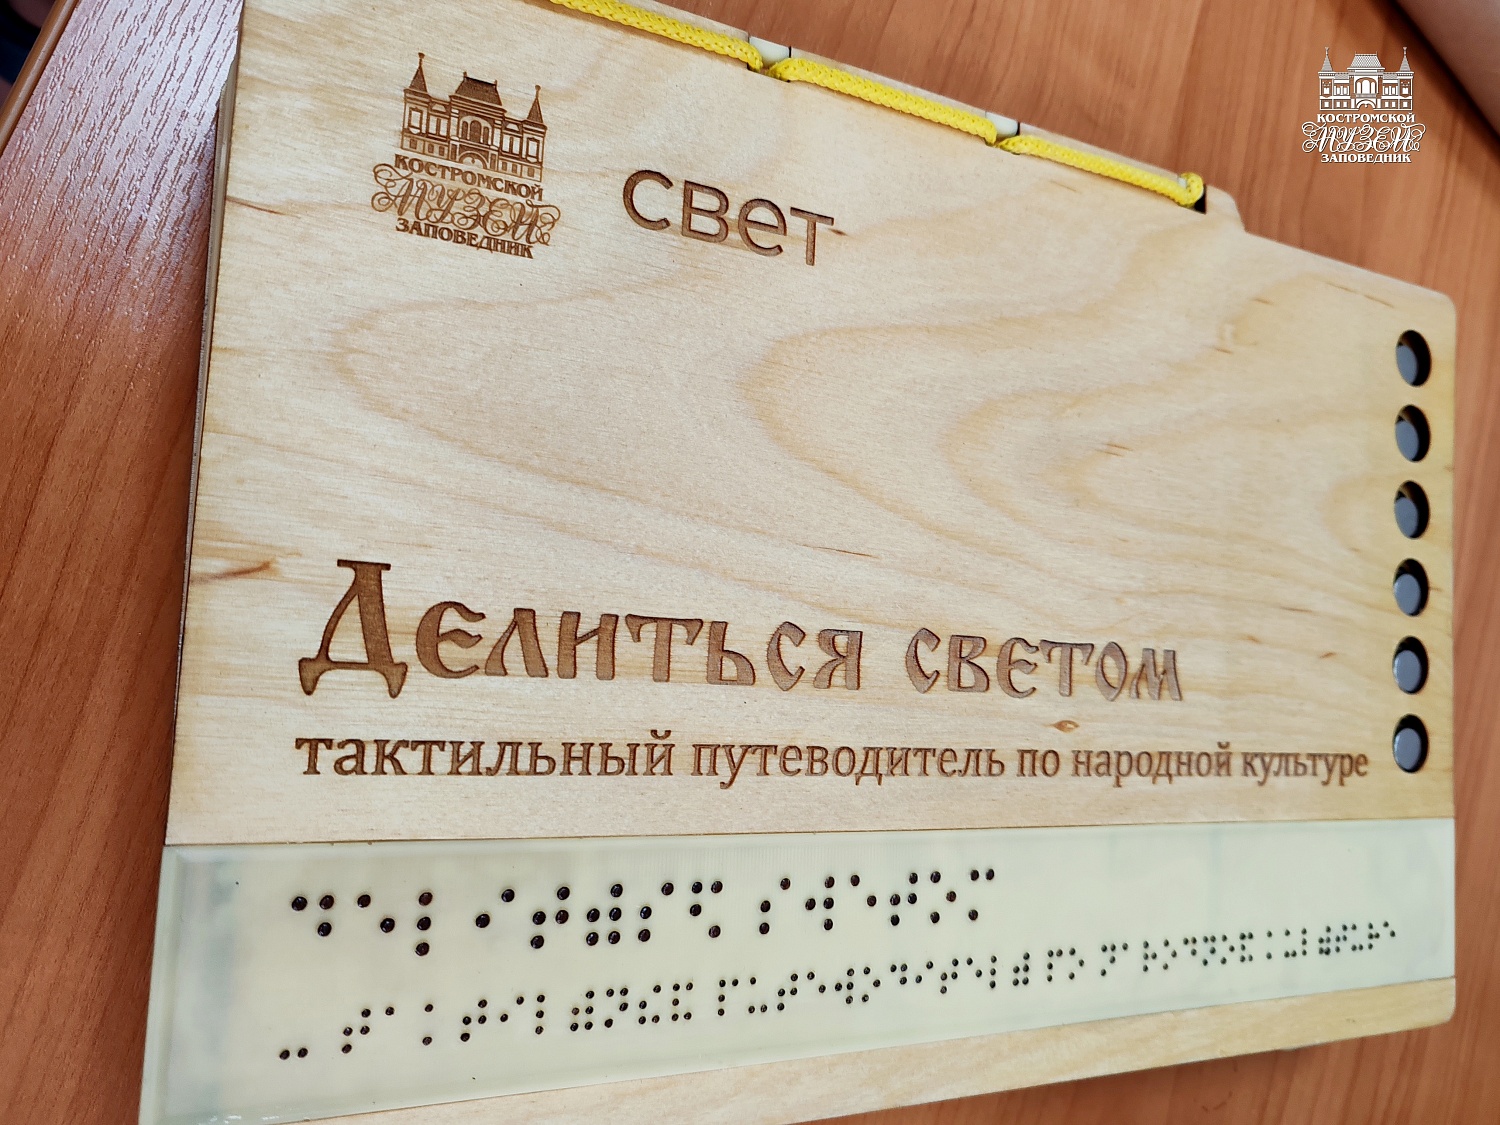 КОСТРОМСКОЙ
МУЗЕЙ
ЗАПОВЕДНИК
свет
Делиться светом
тактильный путеводитель по народной культуре
КОСТРОМСКОЙ
МУЗЕЙ
ЗАПОВЕДНИК